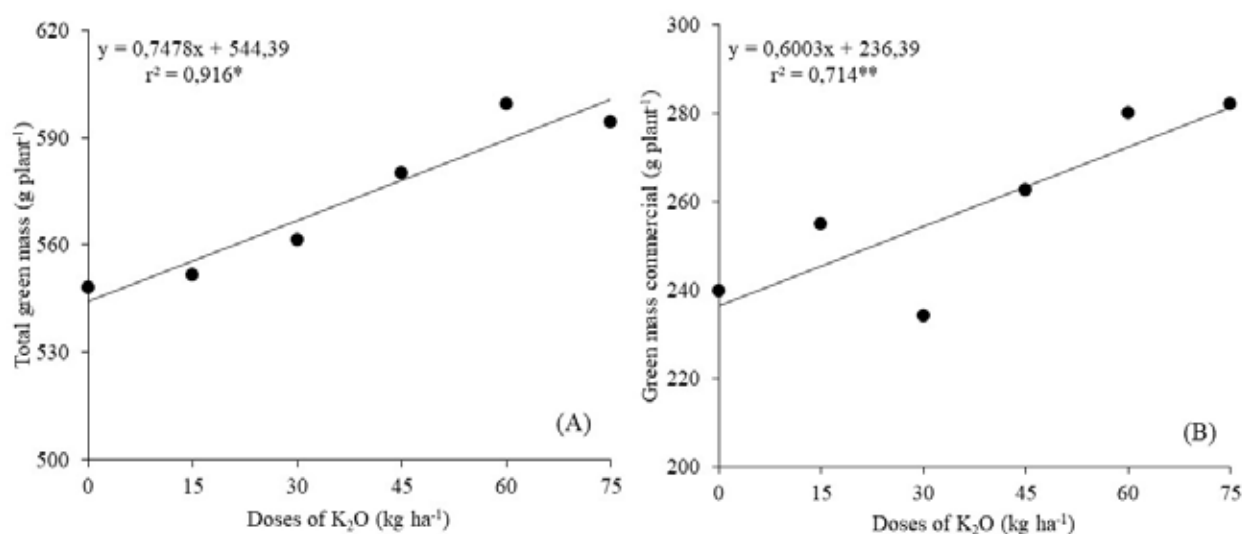 y = 0,7478x + 544,39
r² = 0,916*
Total green mass (g plant⁻¹)
620
590
560
530
500
0 15 30 45 60 75
Doses of K₂O (kg ha⁻¹)
(A)
y = 0,6003x + 236,39
r² = 0,714**
Green mass commercial (g plant⁻¹)
300
280
260
240
220
200
0 15 30 45 60 75
Doses of K₂O (kg ha⁻¹)
(B)